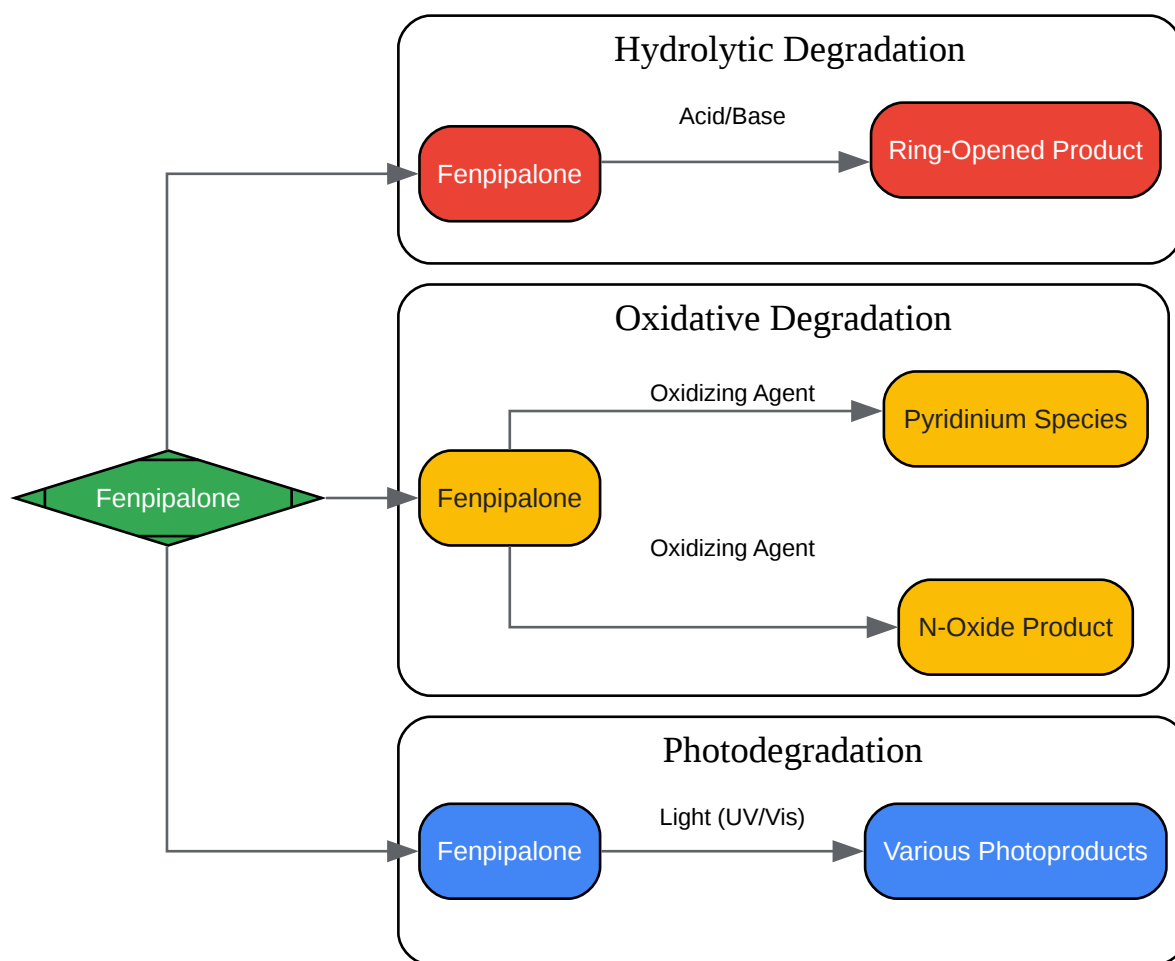 Hydrolytic Degradation
Acid/Base
Fenpipalone
Ring-Opened Product
Oxidative Degradation
Oxidizing Agent
Pyridinium Species
Fenpipalone
Fenpipalone
Oxidizing Agent
N-Oxide Product
Photodegradation
Light (UV/Vis)
Fenpipalone
Various Photoproducts